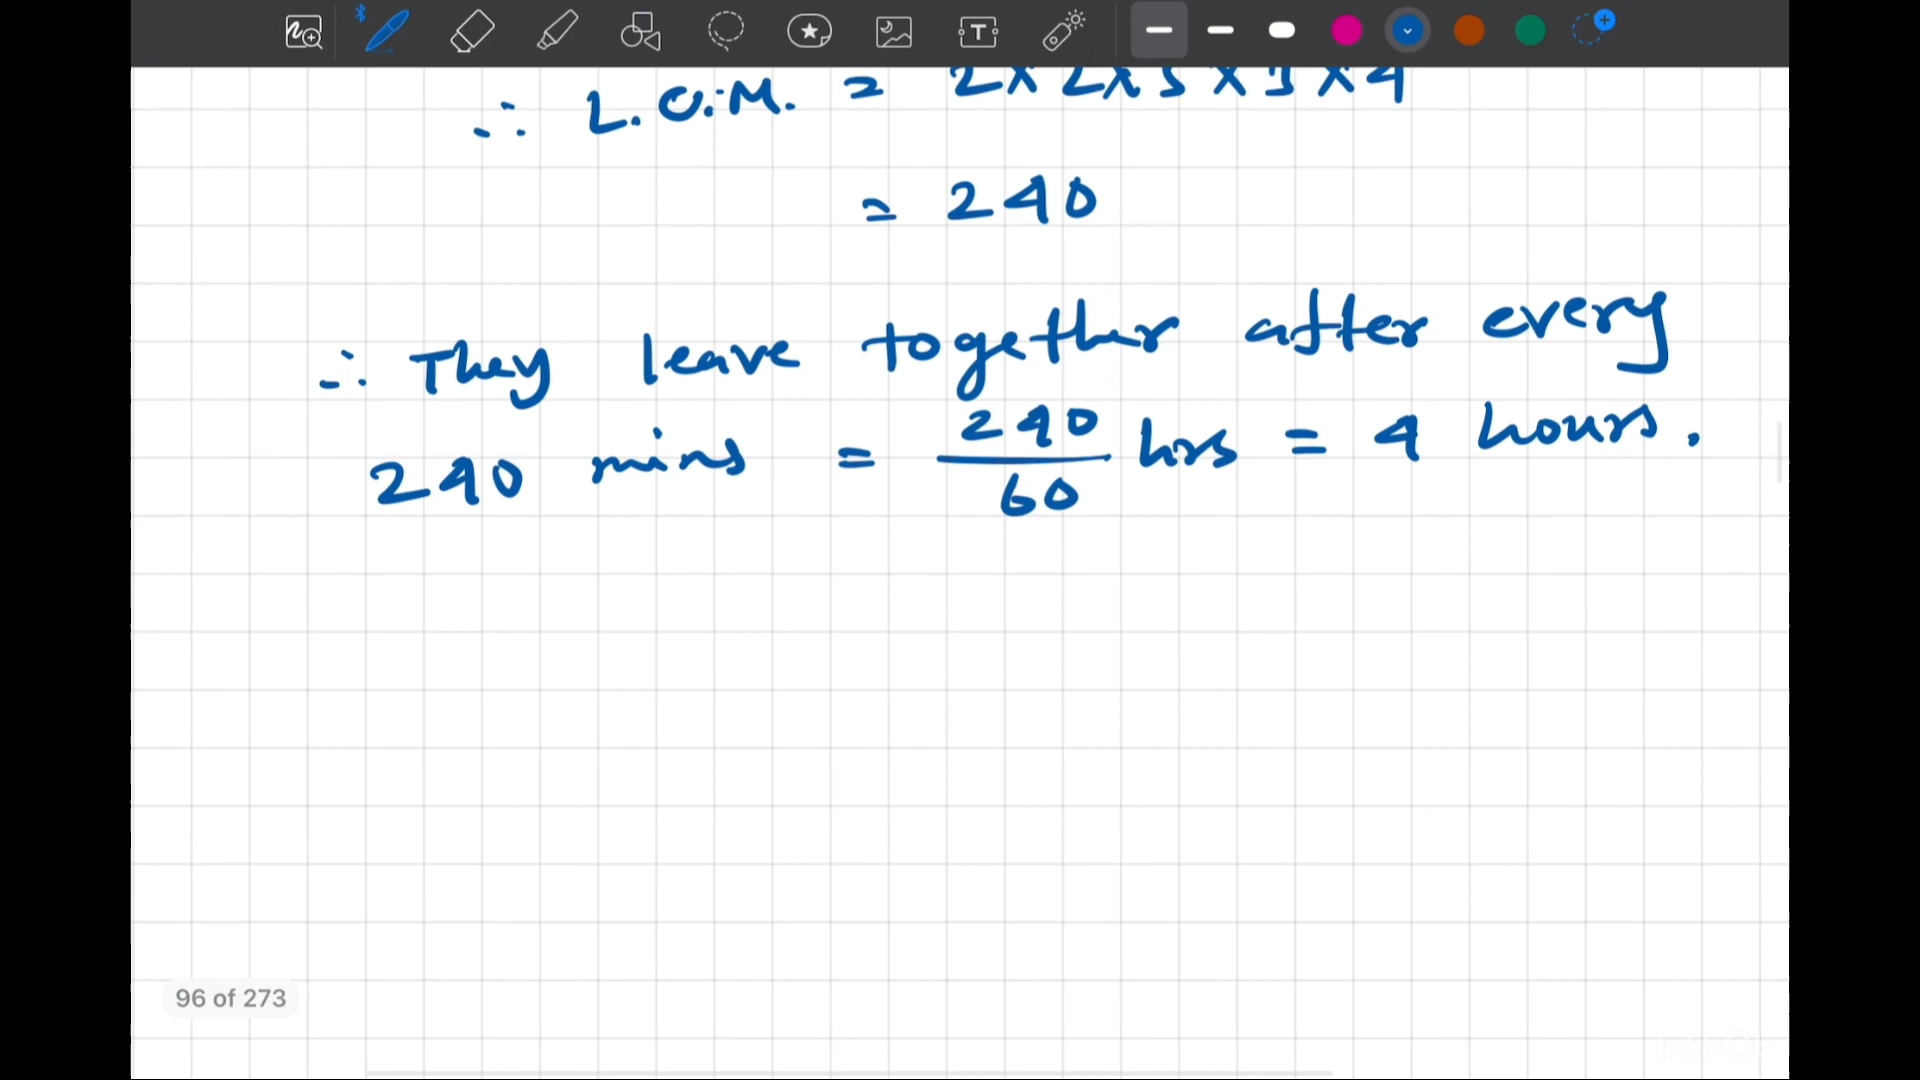 ∴ L.C.M. = 2 × 2 × 5 × 3 × 4
= 240
∴ They leave together after every
240 mins = 240/60 hrs = 4 hours.
96 of 273